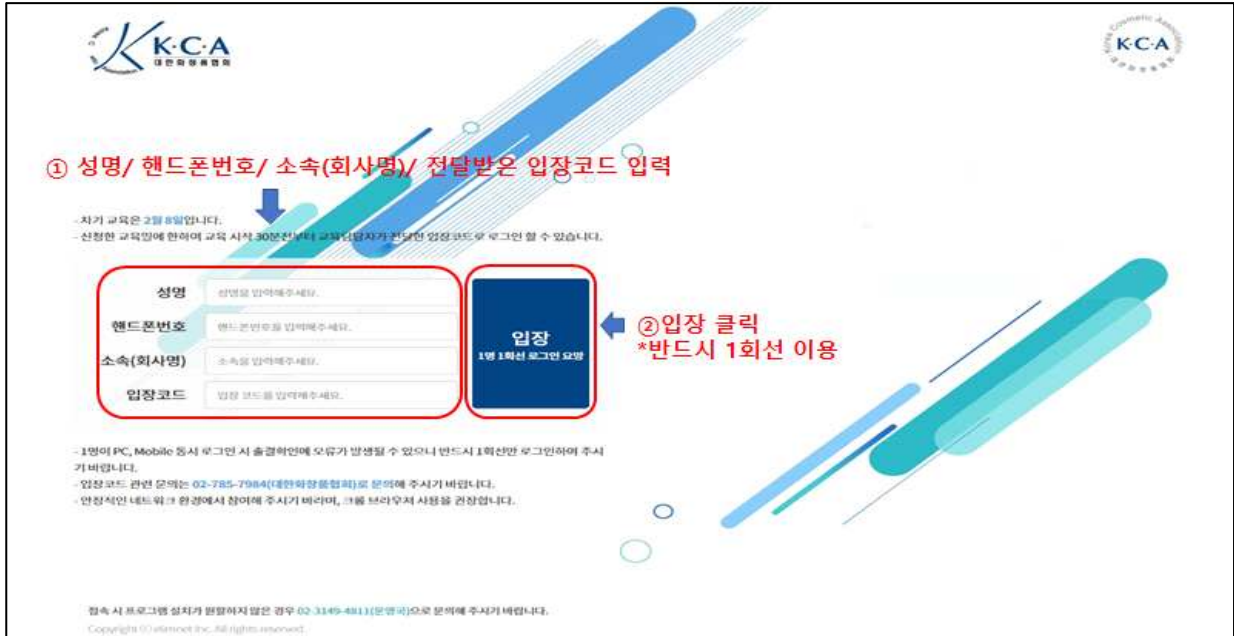 K·C·A
대한화장품협회
Korea Cosmetic Association
K·C·A
① 성명/ 핸드폰번호/ 소속(회사명)/ 전달받은 입장코드 입력
- 차기 교육은 2월 8일입니다.
- 신청한 교육일에 한하여 교육 시작 30분전부터 교육담당자가 전달한 입장코드로 로그인 할 수 있습니다.
성명 성명을 입력해주세요.
핸드폰번호 핸드폰번호를 입력해주세요.
소속(회사명) 소속을 입력해주세요.
입장코드 입장 코드를 입력해주세요.
입장
1명 1회선 로그인 요망
②입장 클릭
*반드시 1회선 이용
- 1명이 PC, Mobile 동시 로그인 시 출결확인에 오류가 발생될 수 있으니 반드시 1회선만 로그인하여 주시
기 바랍니다.
- 입장코드 관련 문의는 02-785-7984(대한화장품협회)로 문의해 주시기 바랍니다.
- 안정적인 네트워크 환경에서 참여해 주시기 바라며, 크롬 브라우저 사용을 권장합니다.
접속 시 프로그램 설치가 원활하지 않은 경우 02-3149-4811(운영국)으로 문의해 주시기 바랍니다.
Copyright ⓒ elimnet Inc. All rights reserved.